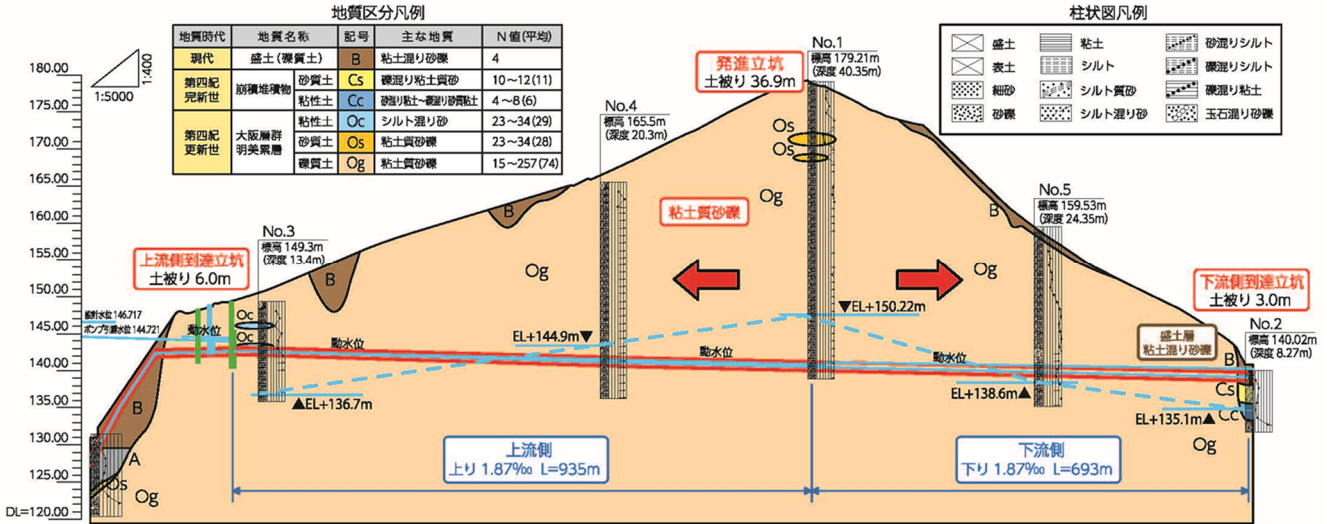 地質区分凡例
地質時代 地質名称 記号 主な地質 N値(平均)
現代 盛土(礫質土) B 粘土混り砂礫 4
第四紀完新世 崩積堆積物 砂質土 Cs 礫混り粘土質砂 10~12(11)
粘性土 Cc 砂混り粘土~礫混り砂質粘土 4~8(6)
第四紀更新世 大阪層群明美累層 粘性土 Oc シルト混り砂 23~34(29)
砂質土 Os 粘土質砂礫 23~34(28)
礫質土 Og 粘土質砂礫 15~257(74)
柱状図凡例
盛土 粘土 砂混りシルト
表土 シルト 礫混りシルト
細砂 シルト質砂 礫混り粘土
砂礫 シルト混り砂 玉石混り砂礫
1:400
1:5000
180.00
175.00
170.00
165.00
160.00
155.00
150.00
145.00
140.00
135.00
130.00
125.00
DL=120.00
発進立坑
土被り 36.9m
No.1
標高 179.21m
(深度 40.35m)
No.4
標高 165.5m
(深度 20.3m)
Os
Os
Og
粘土質砂礫
B
B
No.5
標高 159.53m
(深度 24.35m)
B
Og
Og
上流側到達立坑
土被り 6.0m
No.3
標高 149.3m
(深度 13.4m)
下流側到達立坑
土被り 3.0m
No.2
標高 140.02m
(深度 8.27m)
設計水位 146.717
ポンプ引継水位 144.721
動水位
Oc
Oc
動水位
動水位
動水位
EL+144.9m▼
▼EL+150.22m
▲EL+136.7m
EL+138.6m▲
EL+135.1m▲
盛土層
粘土混り砂礫
B
Cs
Cc
Og
B
A
Os
Og
上流側
上り 1.87‰ L=935m
下流側
下り 1.87‰ L=693m